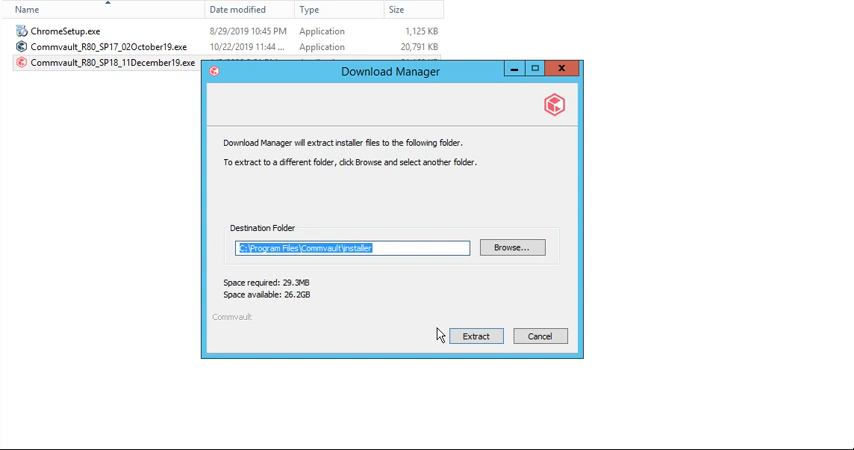 Name Date modified Type Size
ChromeSetup.exe 8/29/2019 10:45 PM Application 1,125 KB
Commvault_R80_SP17_02October19.exe 10/22/2019 11:44 ... Application 20,791 KB
Commvault_R80_SP18_11December19.exe
Download Manager
Download Manager will extract installer files to the following folder.
To extract to a different folder, click Browse and select another folder.
Destination Folder
C:\Program Files\Commvault\installer Browse...
Space required: 29.3MB
Space available: 26.2GB
Commvault
Extract Cancel